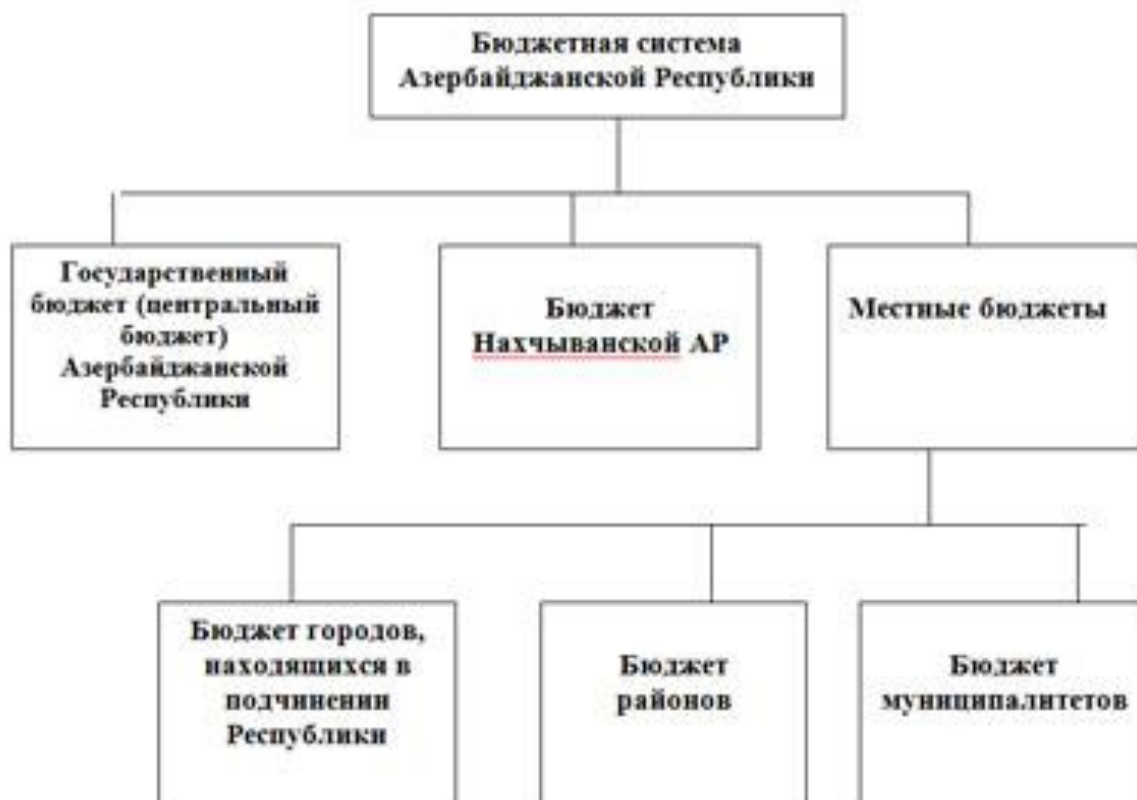 Бюджетная система
Азербайджанской Республики
Государственный
бюджет (центральный
бюджет)
Азербайджанской
Республики
Бюджет
Нахчыванской АР
Местные бюджеты
Бюджет городов,
находящихся в
подчинении
Республики
Бюджет
районов
Бюджет
муниципалитетов